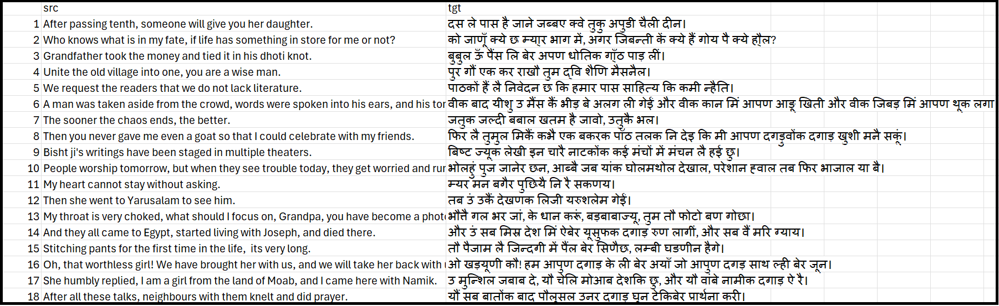 src tgt
1 After passing tenth, someone will give you her daughter. दस ले पास है जाने जब्बए क्वे तुकु अपुडी चैली दीन।
2 Who knows what is in my fate, if life has something in store for me or not? को जाणूँ क्ये छ म्या्र भाग में, अगर जिबन्ती कें क्ये हैं गोय पै क्ये हौ्ल?
3 Grandfather took the money and tied it in his dhoti knot. बुबुल ऊँ पैंस लि बेर अपण धोतिक गाँ्ठ पाड़ लीं।
4 Unite the old village into one, you are a wise man. पुर गौं एक कर राखौ तुम द्वि शैणि मैसनैल।
5 We request the readers that we do not lack literature. पाठकों हैं लै निवेदन छ कि हमार पास साहित्य कि कमी न्हैति।
6 A man was taken aside from the crowd, words were spoken into his ears, and his tor वीक बाद यीशु उ मैंस कैं भीड़ बे अलग ली गेईं और वीक कान मिं आपण आङू खिती और वीक जिबड़ मिं आपण थूक लगा
7 The sooner the chaos ends, the better. जतुक जल्दी बबाल खतम है जावो, उतुकै भल।
8 Then you never gave me even a goat so that I could celebrate with my friends. फिर लै तुमुल मिकैं कभै एक बकरक पाँठ तलक नि देइ कि मी आपण दगड़ुवोंक दगाड़ खुशी मनै सकूं।
9 Bisht ji's writings have been staged in multiple theaters. बिष्ट ज्यूक लेखी इन चारै नाटकोंक कई मंचों में मंचन लै हई छु।
10 People worship tomorrow, but when they see trouble today, they get worried and rur भोलहुं पुज जानेर छन, आब्बै जब यांक घोलमथोल देखाल, परेशान ह्वाल तब फिर भाजाल या बै।
11 My heart cannot stay without asking. म्यर मन बगैर पुछियै नि रै सकणय।
12 Then she went to Yarusalam to see him. तब उं उकैं देखणक लिजी यरुशलेम गेईं।
13 My throat is very choked, what should I focus on, Grandpa, you have become a phot भौत्तै गल भर जां, के धान करूं, बड़बाबाज्यू, तुम तौ फोटो बण गोछा।
14 And they all came to Egypt, started living with Joseph, and died there. और उं सब मिस्र देश मिं ऐबेर यूसुफक दगाड़ रुण लागीं, और सब वैं मरि ग्याय।
15 Stitching pants for the first time in the life,  its very long. तौ पैजाम लै जिन्दगी में पैंल बेर सिणैछ, लम्बी घङणीन हैगे।
16 Oh, that worthless girl! We have brought her with us, and we will take her back with ओ खड़यूणी कौ! हम आपुण दगाड़ के ली बेर अयाँ जो आपुण दगड़ साथ ल्ही बेर जून।
17 She humbly replied, I am a girl from the land of Moab, and I came here with Namik. उ मुन्शिल जबाब दे, यौ चेलि मोआब देशकि छु, और यौ वांबे नामीक दगाड़ ऐ रै।
18 After all these talks, neighbours with them knelt and did prayer. यौं सब बातोंक बाद पौलुसल उनर दगाड़ घुन टेकिबेर प्रार्थना करी।